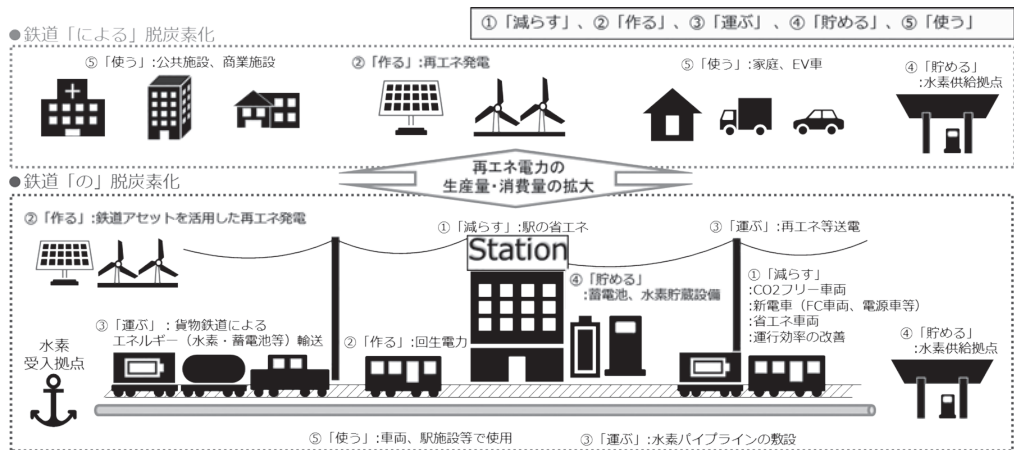 ①「減らす」、②「作る」、③「運ぶ」、④「貯める」、⑤「使う」
●鉄道「による」脱炭素化
⑤「使う」:公共施設、商業施設
②「作る」:再エネ発電
⑤「使う」:家庭、EV車
④「貯める」
:水素供給拠点
再エネ電力の
生産量・消費量の拡大
●鉄道「の」脱炭素化
②「作る」:鉄道アセットを活用した再エネ発電
①「減らす」:駅の省エネ
Station
③「運ぶ」:再エネ等送電
④「貯める」
:蓄電池、水素貯蔵設備
①「減らす」
:CO2フリー車両
:新電車（FC車両、電源車等）
:省エネ車両
:運行効率の改善
③「運ぶ」：貨物鉄道による
エネルギー（水素・蓄電池等）輸送
②「作る」:回生電力
水素
受入拠点
④「貯める」
:水素供給拠点
⑤「使う」:車両、駅施設等で使用
③「運ぶ」:水素パイプラインの敷設